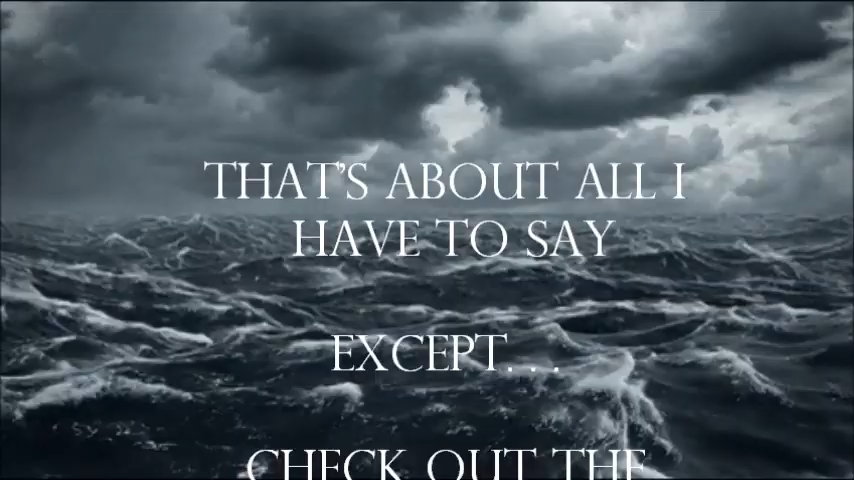 THAT'S ABOUT ALL I
HAVE TO SAY
EXCEPT. . .
CHECK OUT THE